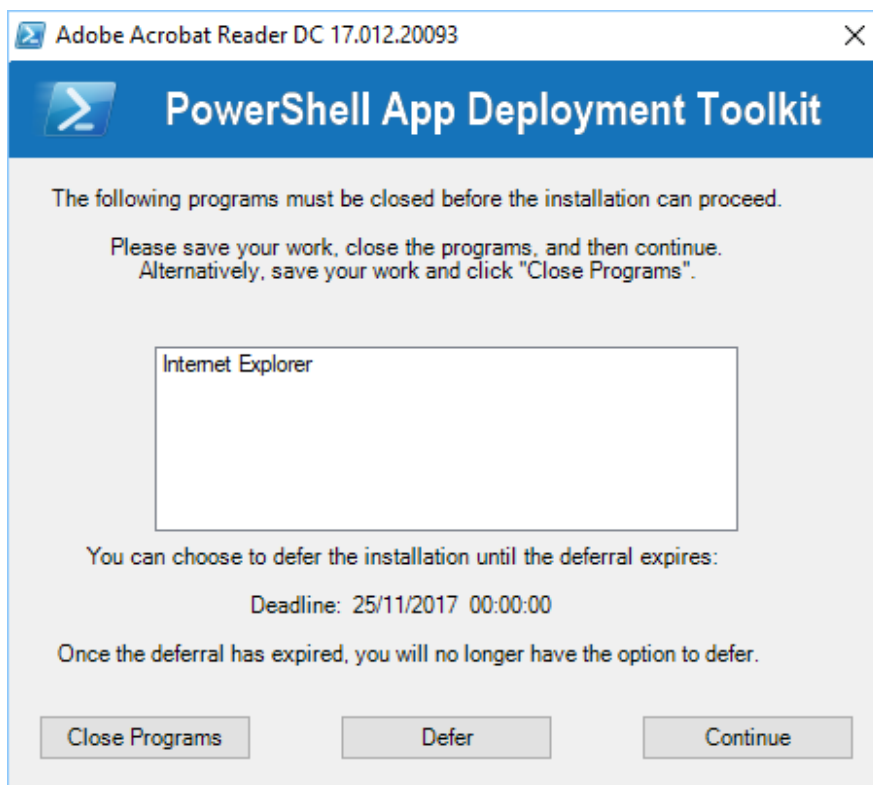 Adobe Acrobat Reader DC 17.012.20093
PowerShell App Deployment Toolkit
The following programs must be closed before the installation can proceed.
Please save your work, close the programs, and then continue.
Alternatively, save your work and click "Close Programs".
Internet Explorer
You can choose to defer the installation until the deferral expires:
Deadline: 25/11/2017 00:00:00
Once the deferral has expired, you will no longer have the option to defer.
Close Programs
Defer
Continue